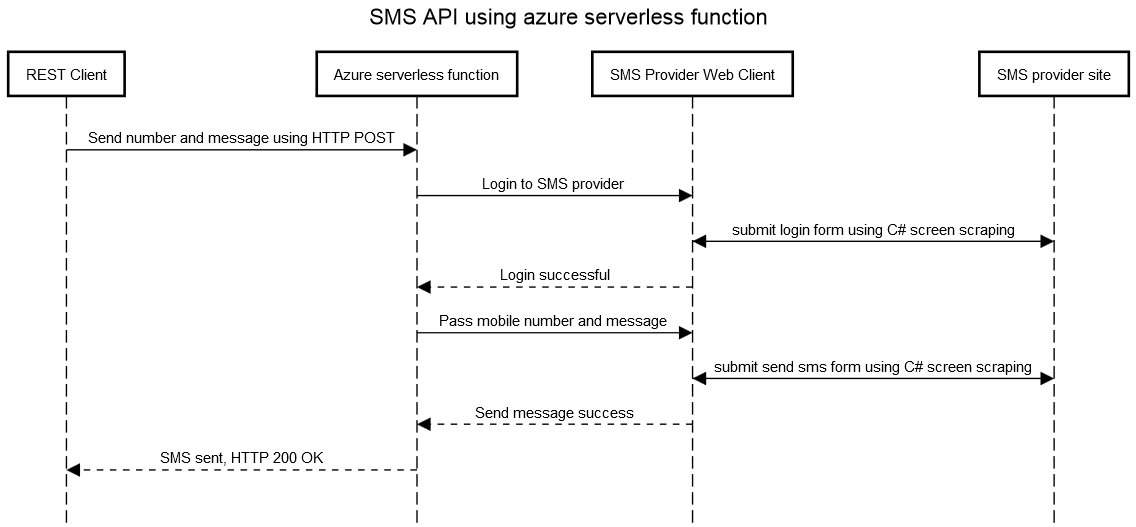 SMS API using azure serverless function
REST Client
Azure serverless function
SMS Provider Web Client
SMS provider site
Send number and message using HTTP POST
Login to SMS provider
submit login form using C# screen scraping
Login successful
Pass mobile number and message
submit send sms form using C# screen scraping
Send message success
SMS sent, HTTP 200 OK